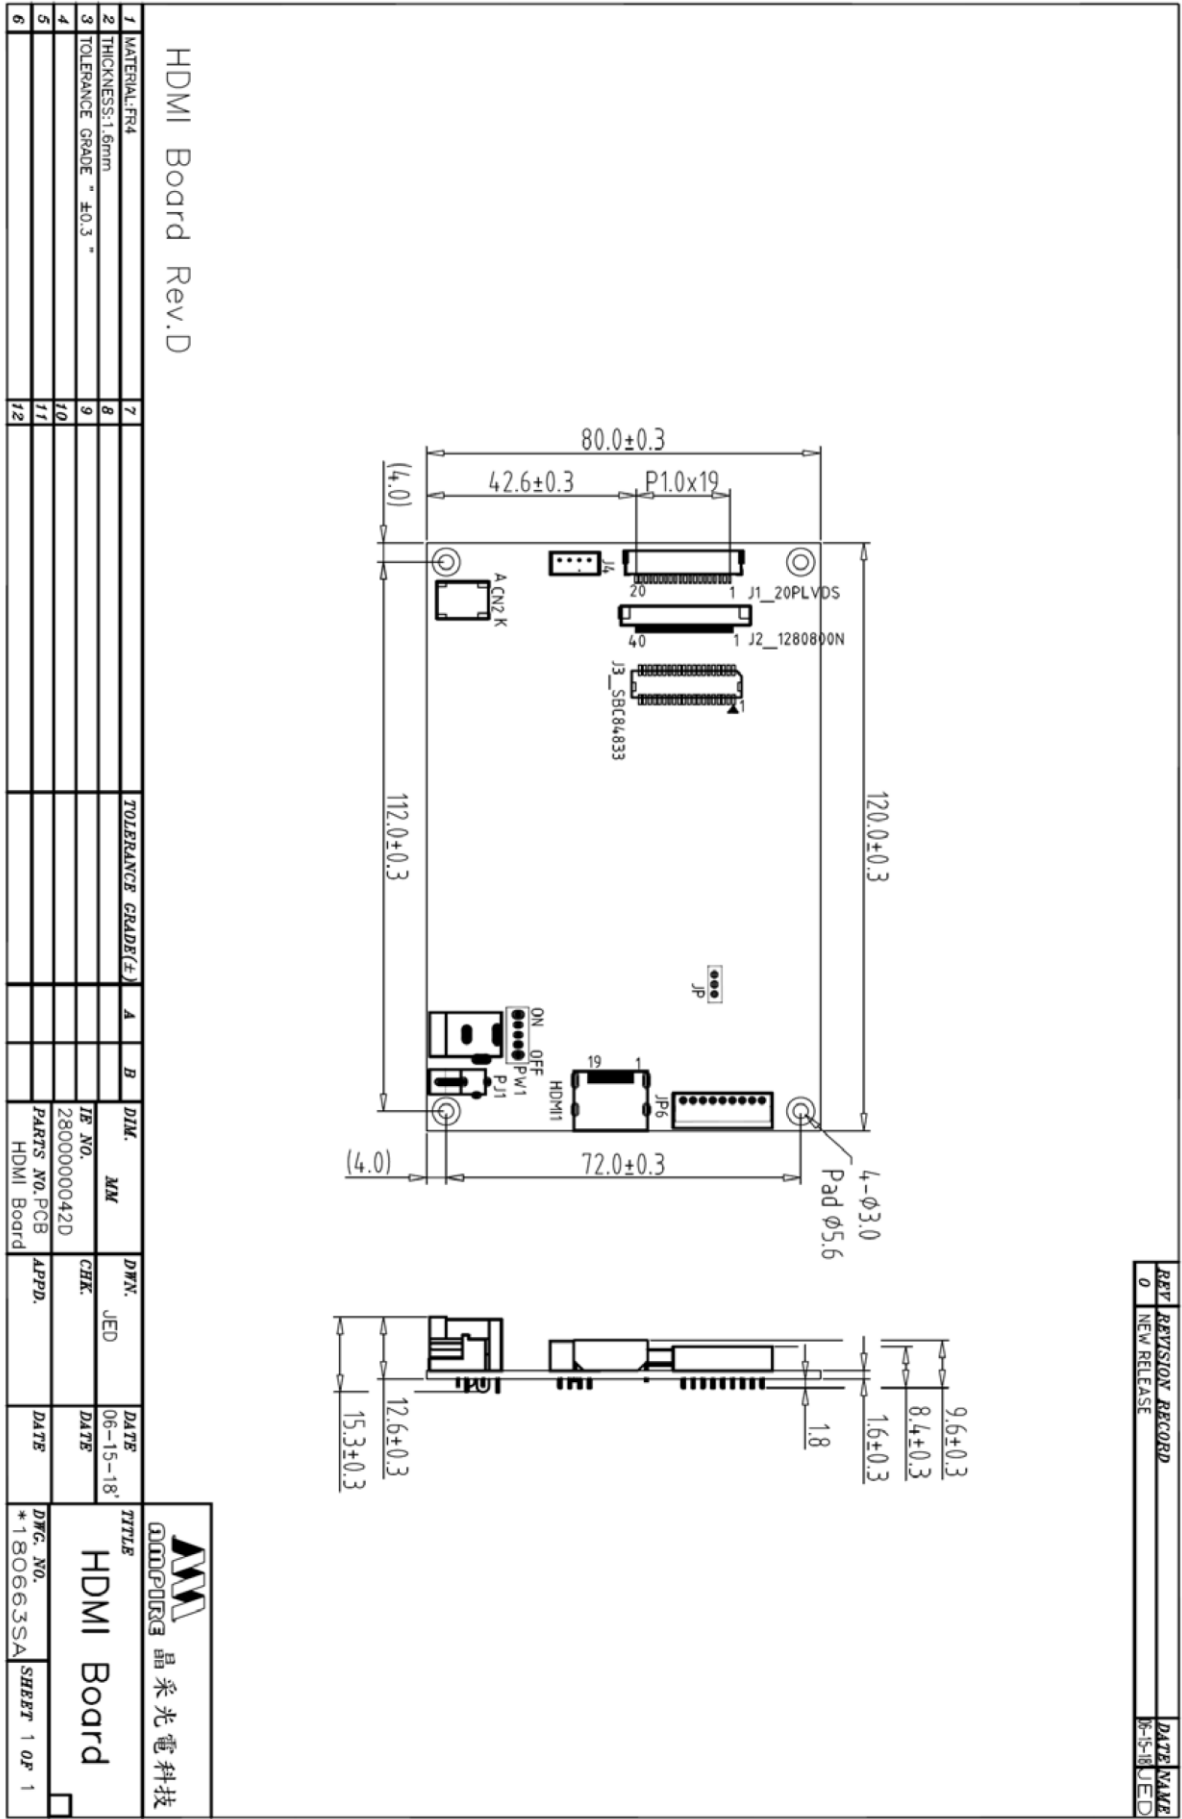 REV REVISION RECORD DATE NAME
0 NEW RELEASE 06-15-18' JED
120.0±0.3
80.0±0.3
42.6±0.3
P1.0x19
(4.0)
112.0±0.3
72.0±0.3
(4.0)
4-Ø3.0
Pad Ø5.6
J4
20 1 J1_20PLVDS
40 1 J2_1280800N
J3_SBC84833
1
A CN2 K
JP
ON OFF
PW1
PJ1
19 1
HDMI1
JP6
9.6±0.3
8.4±0.3
1.6±0.3
1.8
12.6±0.3
15.3±0.3
HDMI Board Rev.D
AMPIRE 晶采光電科技
1 MATERIAL:FR4
2 THICKNESS:1.6mm
3 TOLERANCE GRADE " ±0.3 "
4
5
6
7
8
9
10
11
12
TOLERANCE GRADE(±) A B
DIM. MM
IE NO.
2800000042D
PARTS NO. PCB
HDMI Board
DWN. JED
DATE
06-15-18'
CHK.
DATE
APPD.
DATE
TITLE
HDMI Board
DWG. NO.
*180663SA
SHEET 1 OF 1